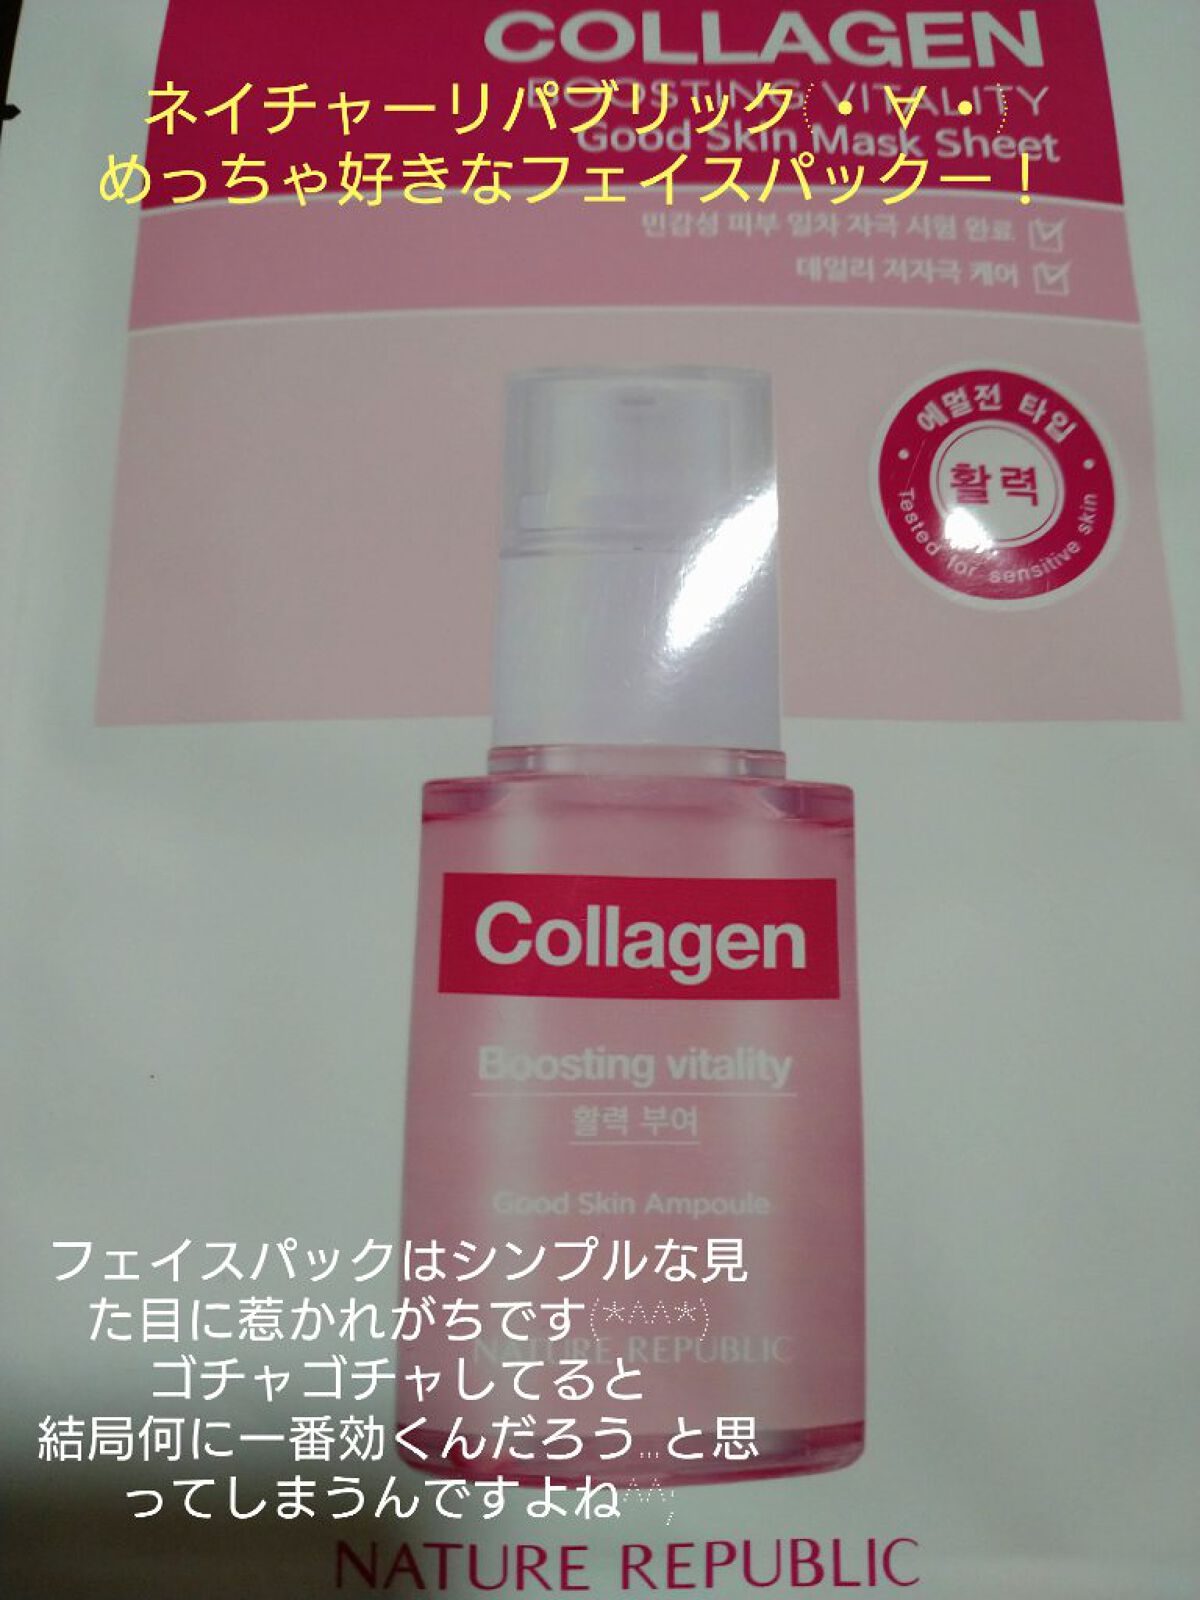 COLLAGEN
BOOSTING VITALITY
Good Skin Mask Sheet
ネイチャーリパブリック(・∀・)
めっちゃ好きなフェイスパックー!
민감성 피부 일차 자극 시험 완료
데일리 저자극 케어
에멀전 타입
활력
Tested for sensitive skin
Collagen
Boosting vitality
활력 부여
Good Skin Ampoule
NATURE REPUBLIC
フェイスパックはシンプルな見
た目に惹かれがちです(*^^*)
ゴチャゴチャしてると
結局何に一番効くんだろう…と思
ってしまうんですよね^^;
NATURE REPUBLIC